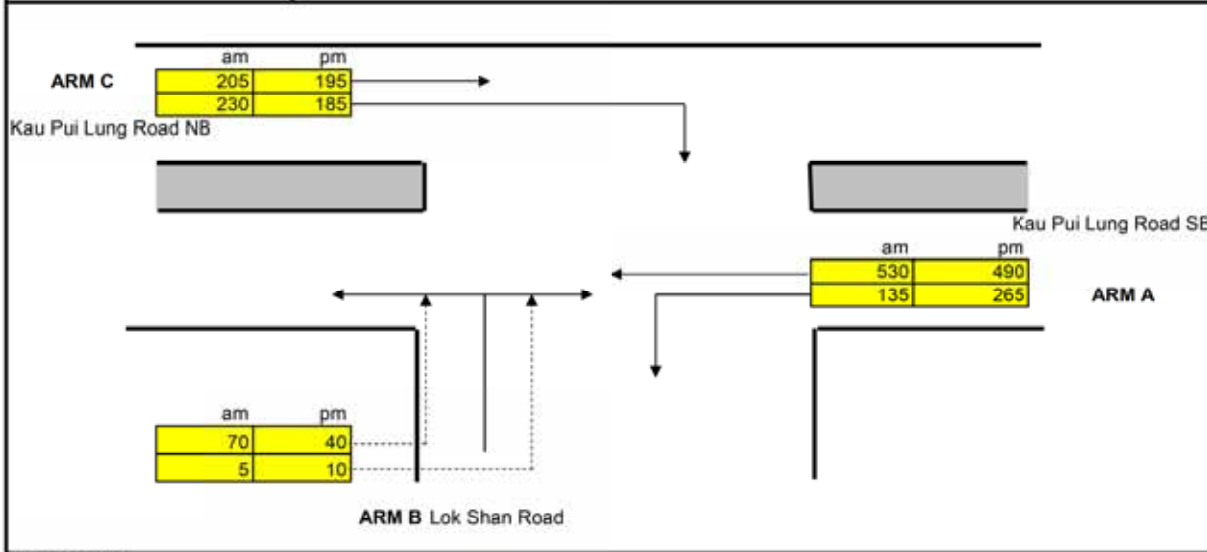 am pm
ARM C 205 195
230 185
Kau Pui Lung Road NB
Kau Pui Lung Road SB
am pm
530 490
135 265 ARM A
am pm
70 40
5 10
ARM B Lok Shan Road